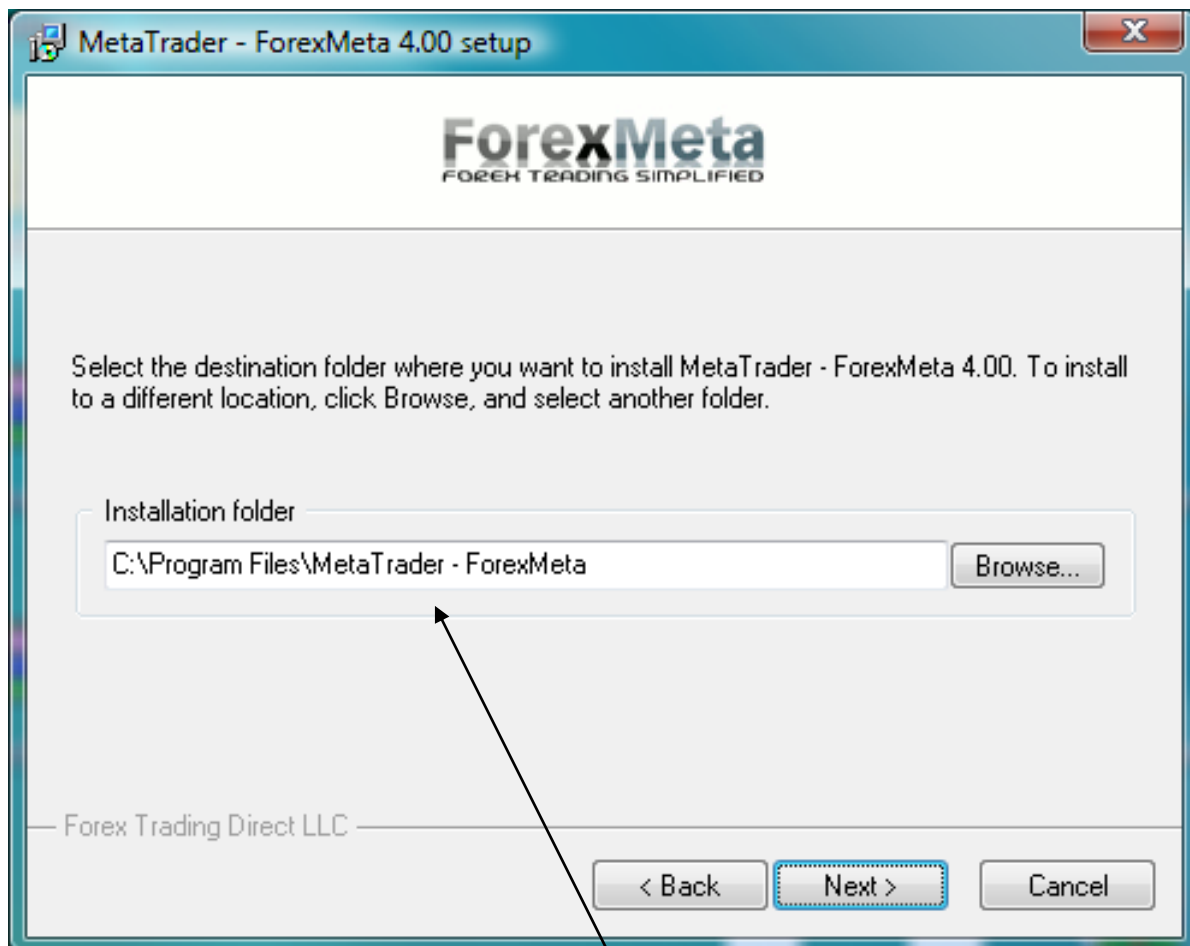 MetaTrader - ForexMeta 4.00 setup
ForexMeta
FOREX TRADING SIMPLIFIED
Select the destination folder where you want to install MetaTrader - ForexMeta 4.00. To install
to a different location, click Browse, and select another folder.
Installation folder
C:\Program Files\MetaTrader - ForexMeta
Browse...
Forex Trading Direct LLC
< Back
Next >
Cancel